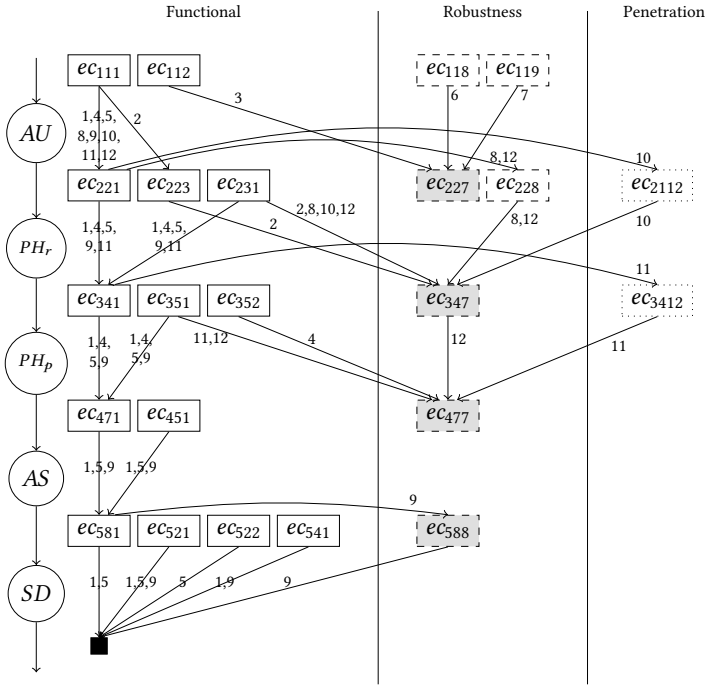 Functional Robustness Penetration
ec111 ec112 ec118 ec119
6 7
3
1,4,5, 2
8,9,10,
11,12
AU
8,12 10
ec221 ec223 ec231 ec227 ec228 ec2112
2,8,10,12 8,12
1,4,5, 1,4,5, 2 10
9,11 9,11
PHr
11
ec341 ec351 ec352 ec347 ec3412
1,4, 1,4, 11,12 4 12
5,9 5,9 11
PHp
ec471 ec451 ec477
1,5,9 1,5,9
AS
9
ec581 ec521 ec522 ec541 ec588
1,5 1,5,9 5 1,9 9
SD